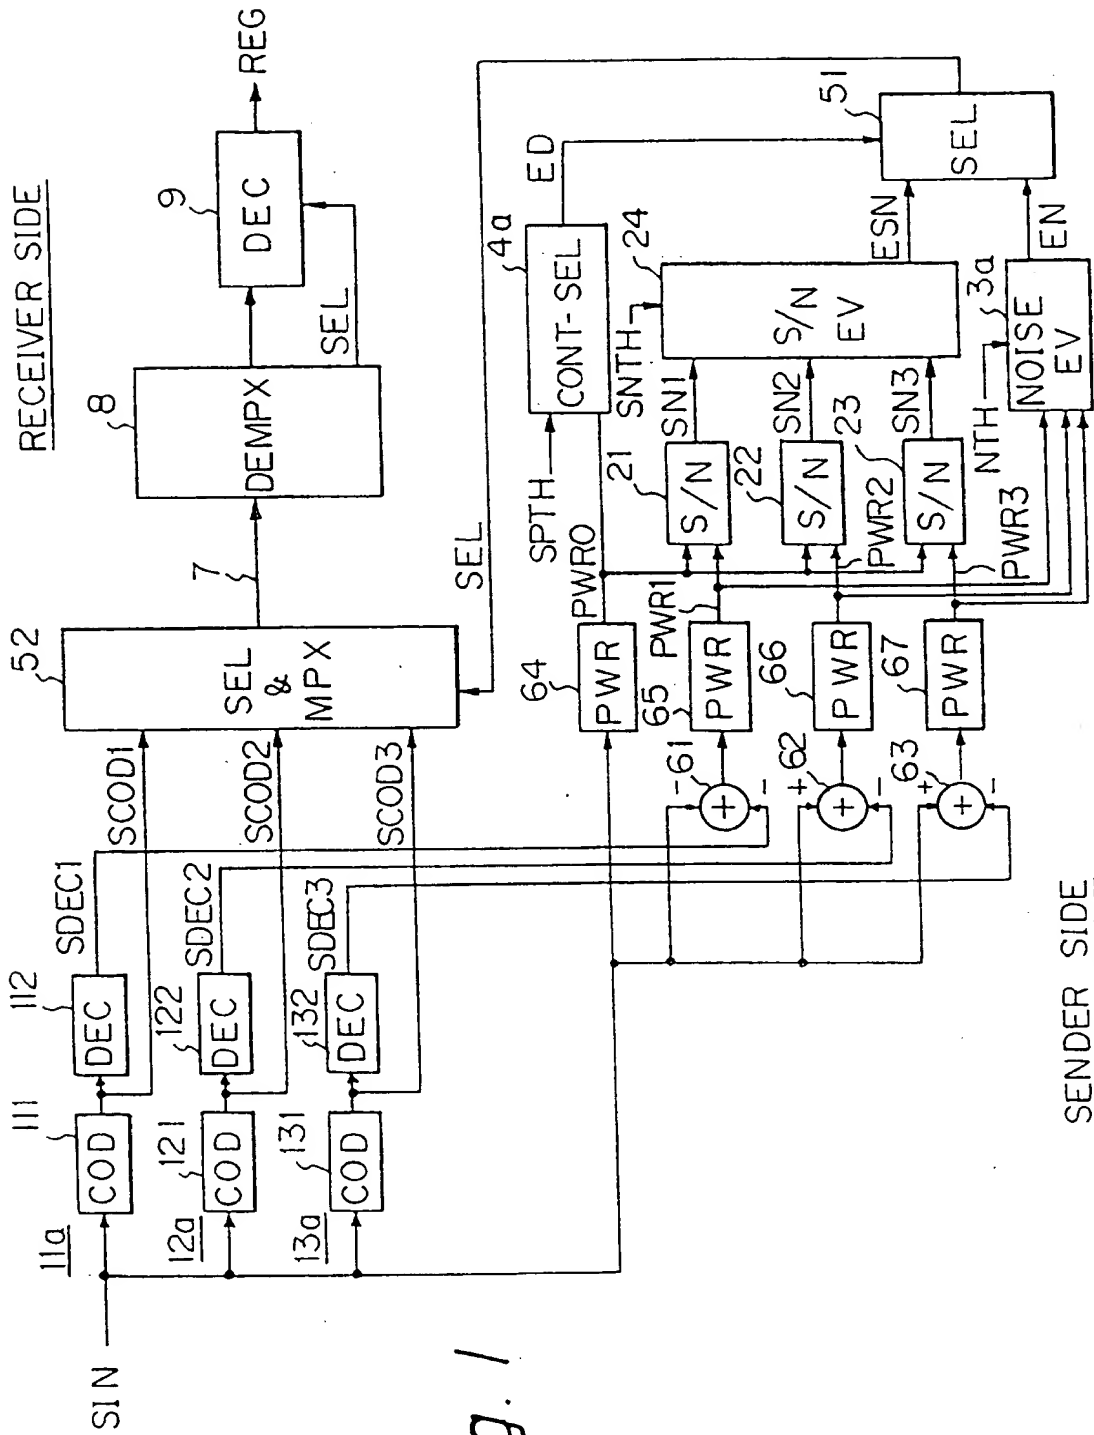 RECEIVER SIDE
SIN
11a
111
COD
112
DEC
SDEC1
SCOD1
12a
121
COD
122
DEC
SDEC2
SCOD2
13a
131
COD
132
DEC
SDEC3
SCOD3
52
SEL
&
MPX
7
8
DEMPX
SEL
9
DEC
REG
SEL
64
PWR
PWR0
SPTH
4a
CONT-SEL
ED
- 61
+
-
65
PWR
PWR1
21
S/N
SN1
SNTH
24
S/N
EV
ESN
51
SEL
+ 62
+
-
66
PWR
PWR2
22
S/N
SN2
+ 63
+
-
67
PWR
PWR3
23
S/N
SN3
NTH
3a
NOISE
EV
EN
SENDER SIDE
g. 1